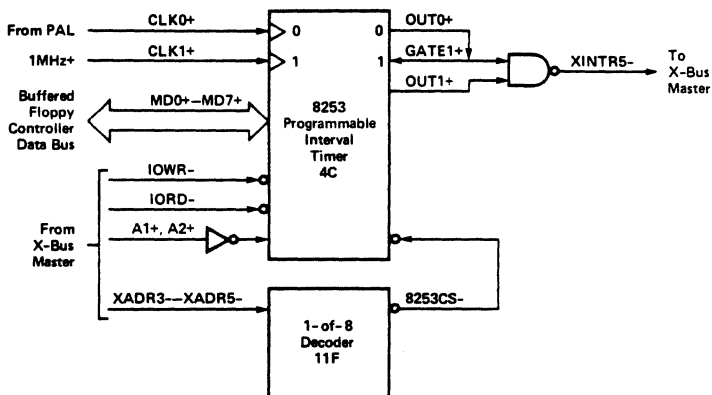 From PAL
CLK0+
0
0
OUT0+
1MHz+
CLK1+
1
1
GATE1+
OUT1+
XINTR5-
To
X-Bus
Master
Buffered
Floppy
Controller
Data Bus
MD0+—MD7+
8253
Programmable
Interval
Timer
4C
IOWR-
IORD-
From
X-Bus
Master
A1+, A2+
XADR3-—XADR5-
8253CS-
1-of-8
Decoder
11F